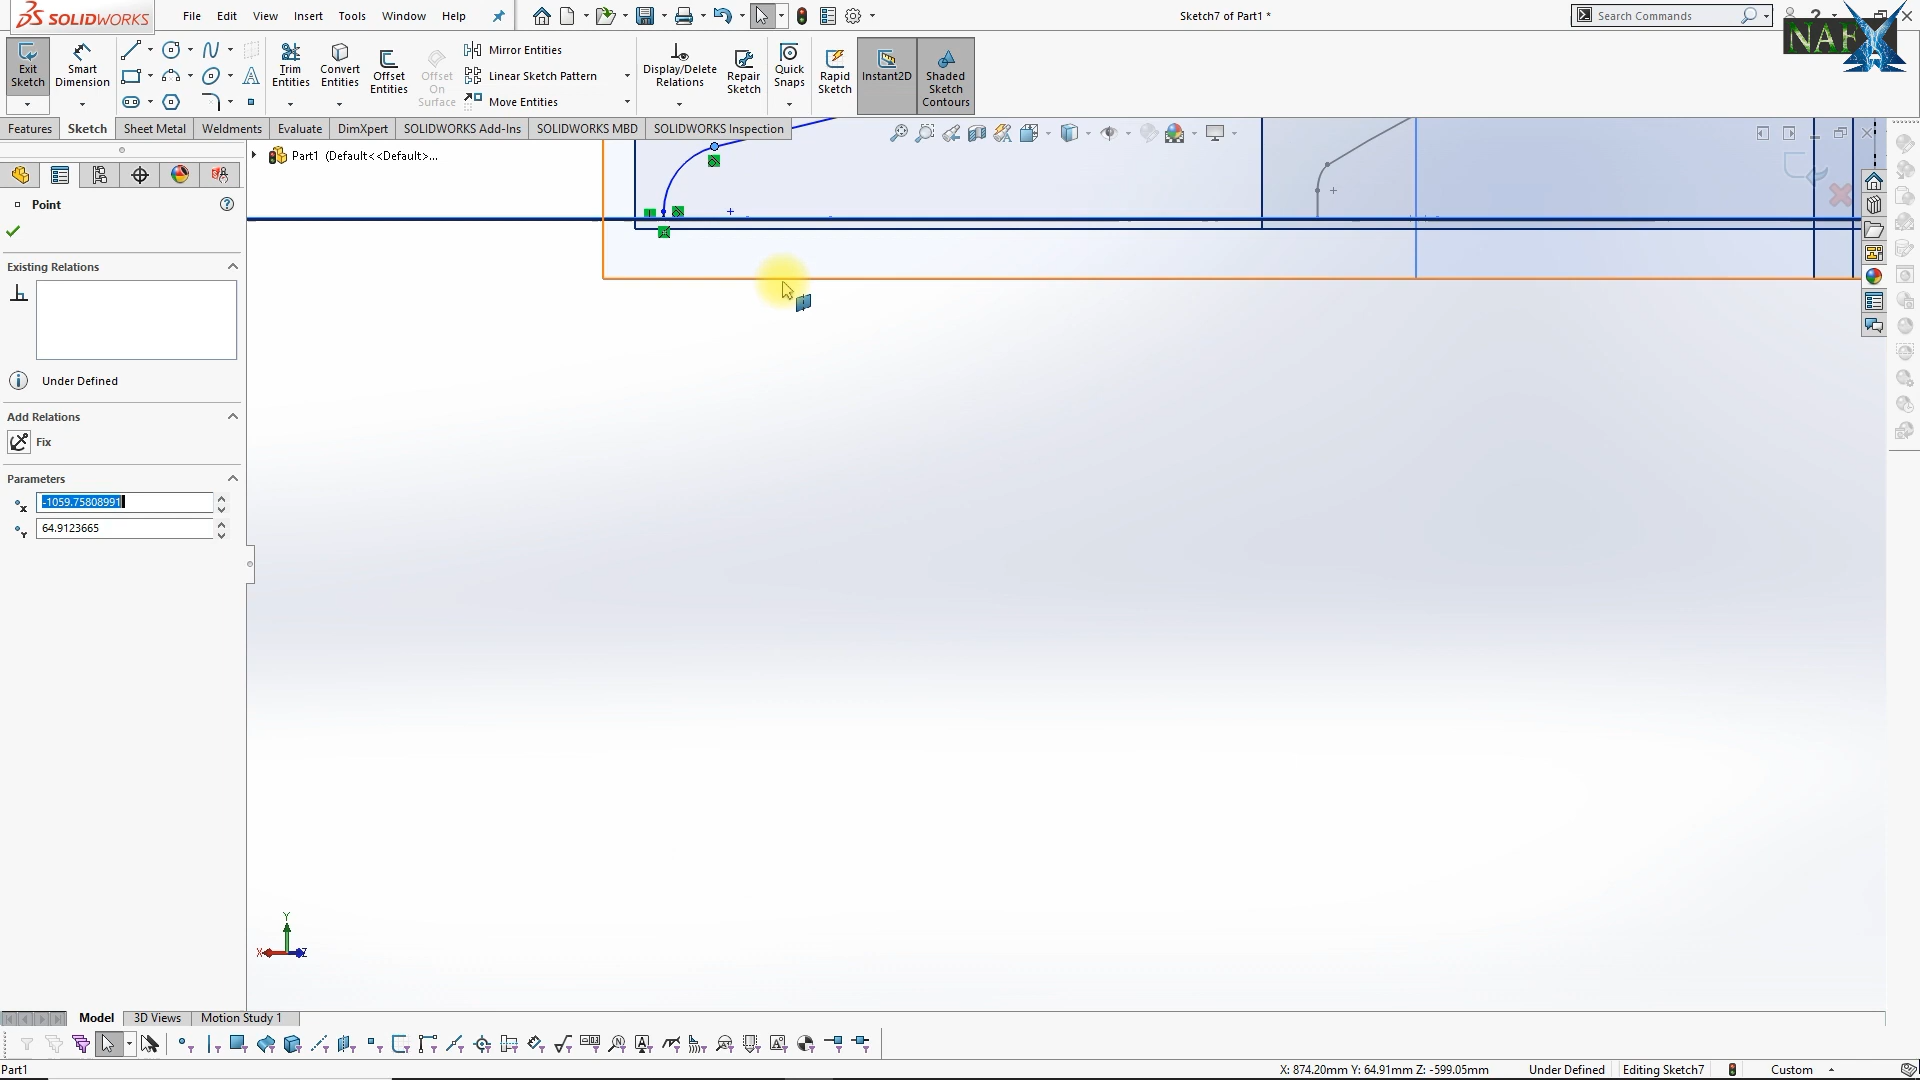 SOLIDWORKS
File Edit View Insert Tools Window Help
Sketch7 of Part1 *
Search Commands
NAFX
Exit Sketch
Smart Dimension
Trim Entities
Convert Entities
Offset Entities
Offset On Surface
Mirror Entities
Linear Sketch Pattern
Move Entities
Display/Delete Relations
Repair Sketch
Quick Snaps
Rapid Sketch
Instant2D
Shaded Sketch Contours
Features Sketch Sheet Metal Weldments Evaluate DimXpert SOLIDWORKS Add-Ins SOLIDWORKS MBD SOLIDWORKS Inspection
Part1 (Default<<Default>...
Point
Existing Relations
Under Defined
Add Relations
Fix
Parameters
-1059.75808991
64.9123665
Y
X Z
Model 3D Views Motion Study 1
Part1
X: 874.20mm Y: 64.91mm Z: -599.05mm Under Defined Editing Sketch7 Custom